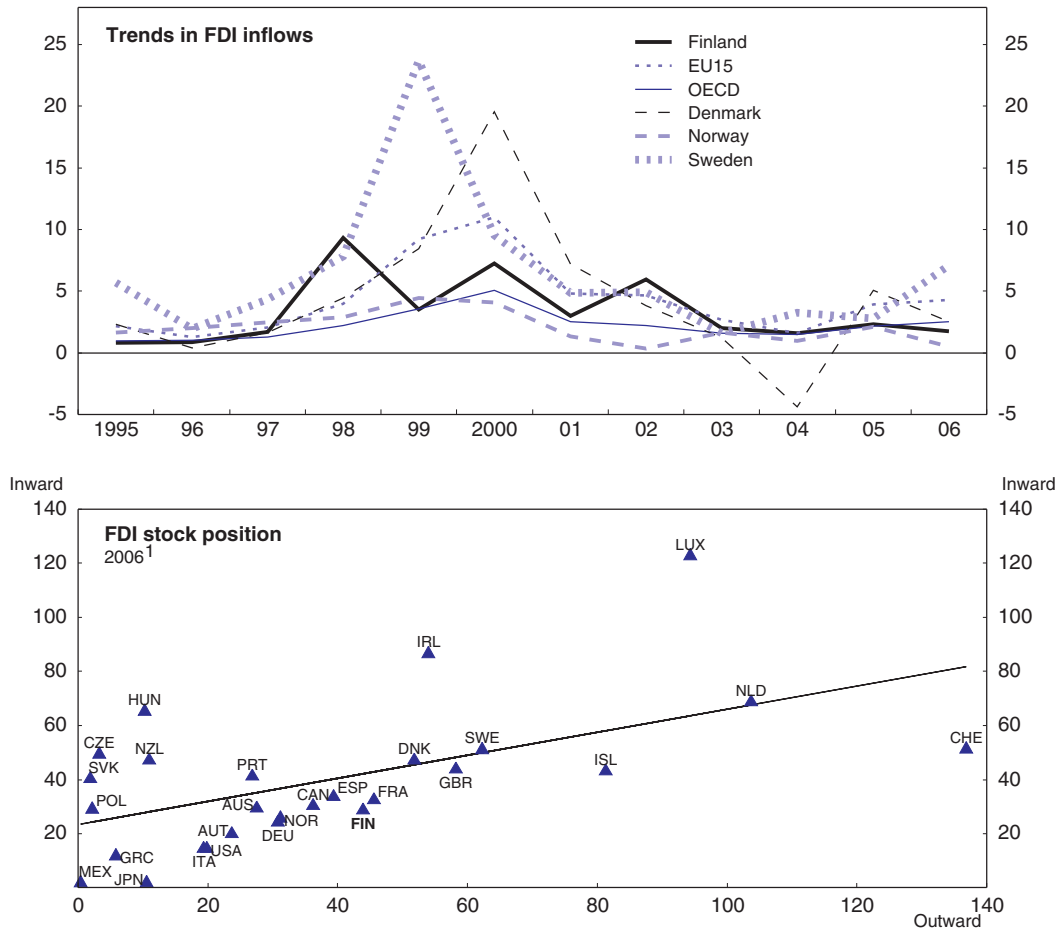 Trends in FDI inflows
Finland
EU15
OECD
Denmark
Norway
Sweden
25 25
20 20
15 15
10 10
5 5
0 0
-5 -5
1995 96 97 98 99 2000 01 02 03 04 05 06
Inward Inward
140 140
FDI stock position
2006 1
LUX
120 120
100 100
IRL
80 80
HUN
NLD
60 60
CZE
NZL
DNK
SWE
CHE
SVK
PRT
GBR
ISL
40 40
POL
AUS
CAN
ESP
FRA
NOR
FIN
AUT
DEU
20 20
USA
GRC
ITA
MEX
JPN
0 20 40 60 80 100 120 140
Outward